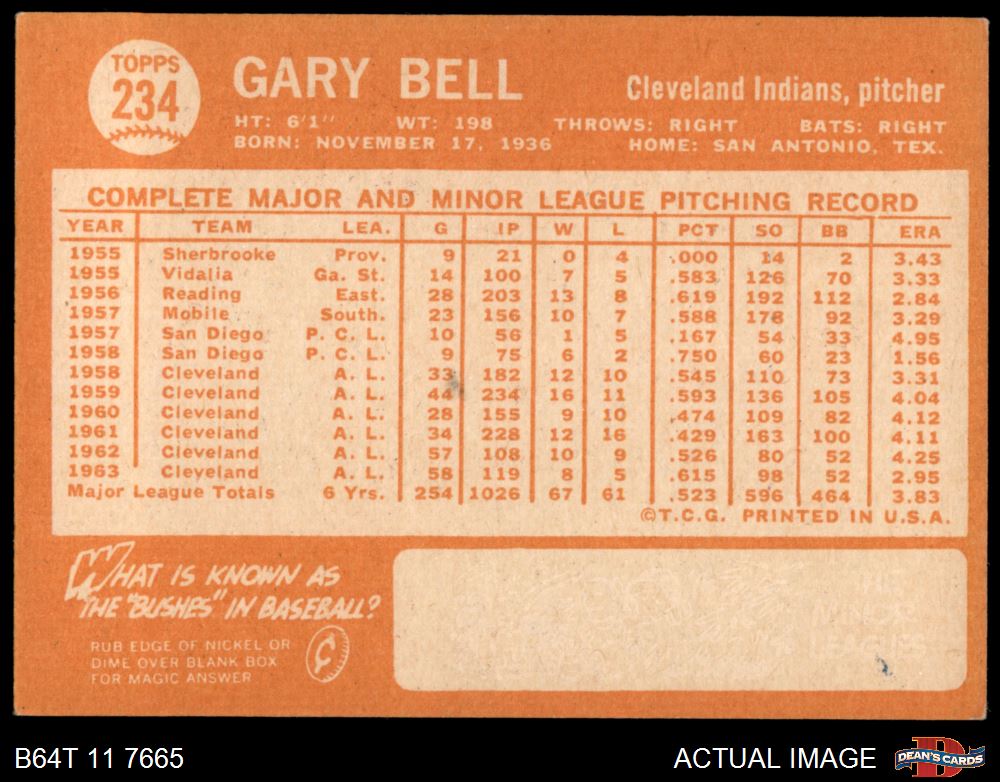 TOPPS
234
GARY BELL
Cleveland Indians, pitcher
HT: 6'1" WT: 198 THROWS: RIGHT BATS: RIGHT
BORN: NOVEMBER 17, 1936 HOME: SAN ANTONIO, TEX.
COMPLETE MAJOR AND MINOR LEAGUE PITCHING RECORD
YEAR TEAM LEA. G IP W L PCT SO BB ERA
1955 Sherbrooke Prov. 9 21 0 4 .000 14 2 3.43
1955 Vidalia Ga. St. 14 100 7 5 .583 126 70 3.33
1956 Reading East. 28 203 13 8 .619 192 112 2.84
1957 Mobile South. 23 156 10 7 .588 178 92 3.29
1957 San Diego P. C. L. 10 56 1 5 .167 54 33 4.95
1958 San Diego P. C. L. 9 75 6 2 .750 60 23 1.56
1958 Cleveland A. L. 33 182 12 10 .545 110 73 3.31
1959 Cleveland A. L. 44 234 16 11 .593 136 105 4.04
1960 Cleveland A. L. 28 155 9 10 .474 109 82 4.12
1961 Cleveland A. L. 34 228 12 16 .429 163 100 4.11
1962 Cleveland A. L. 57 108 10 9 .526 80 52 4.25
1963 Cleveland A. L. 58 119 8 5 .615 98 52 2.95
Major League Totals 6 Yrs. 254 1026 67 61 .523 596 464 3.83
©T.C.G. PRINTED IN U.S.A.
WHAT IS KNOWN AS
THE "BUSHES" IN BASEBALL?
RUB EDGE OF NICKEL OR
DIME OVER BLANK BOX
FOR MAGIC ANSWER
¢
THE
MINOR
LEAGUES
B64T 11 7665
ACTUAL IMAGE
D
DEAN'S CARDS